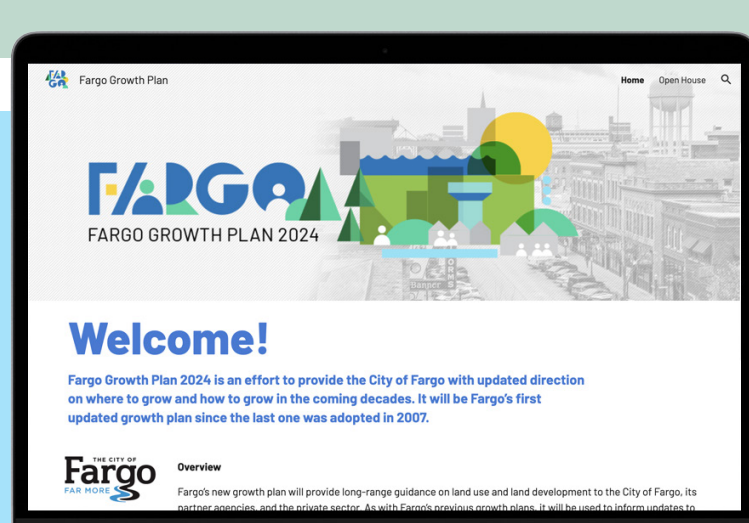 Fargo Growth Plan
Home Open House
FARGO
FARGO GROWTH PLAN 2024
Banner
Welcome!
Fargo Growth Plan 2024 is an effort to provide the City of Fargo with updated direction
on where to grow and how to grow in the coming decades. It will be Fargo's first
updated growth plan since the last one was adopted in 2007.
THE CITY OF
Fargo
FAR MORE
Overview
Fargo's new growth plan will provide long-range guidance on land use and land development to the City of Fargo, its
partner agencies, and the private sector. As with Fargo's previous growth plans, it will be used to inform updates to